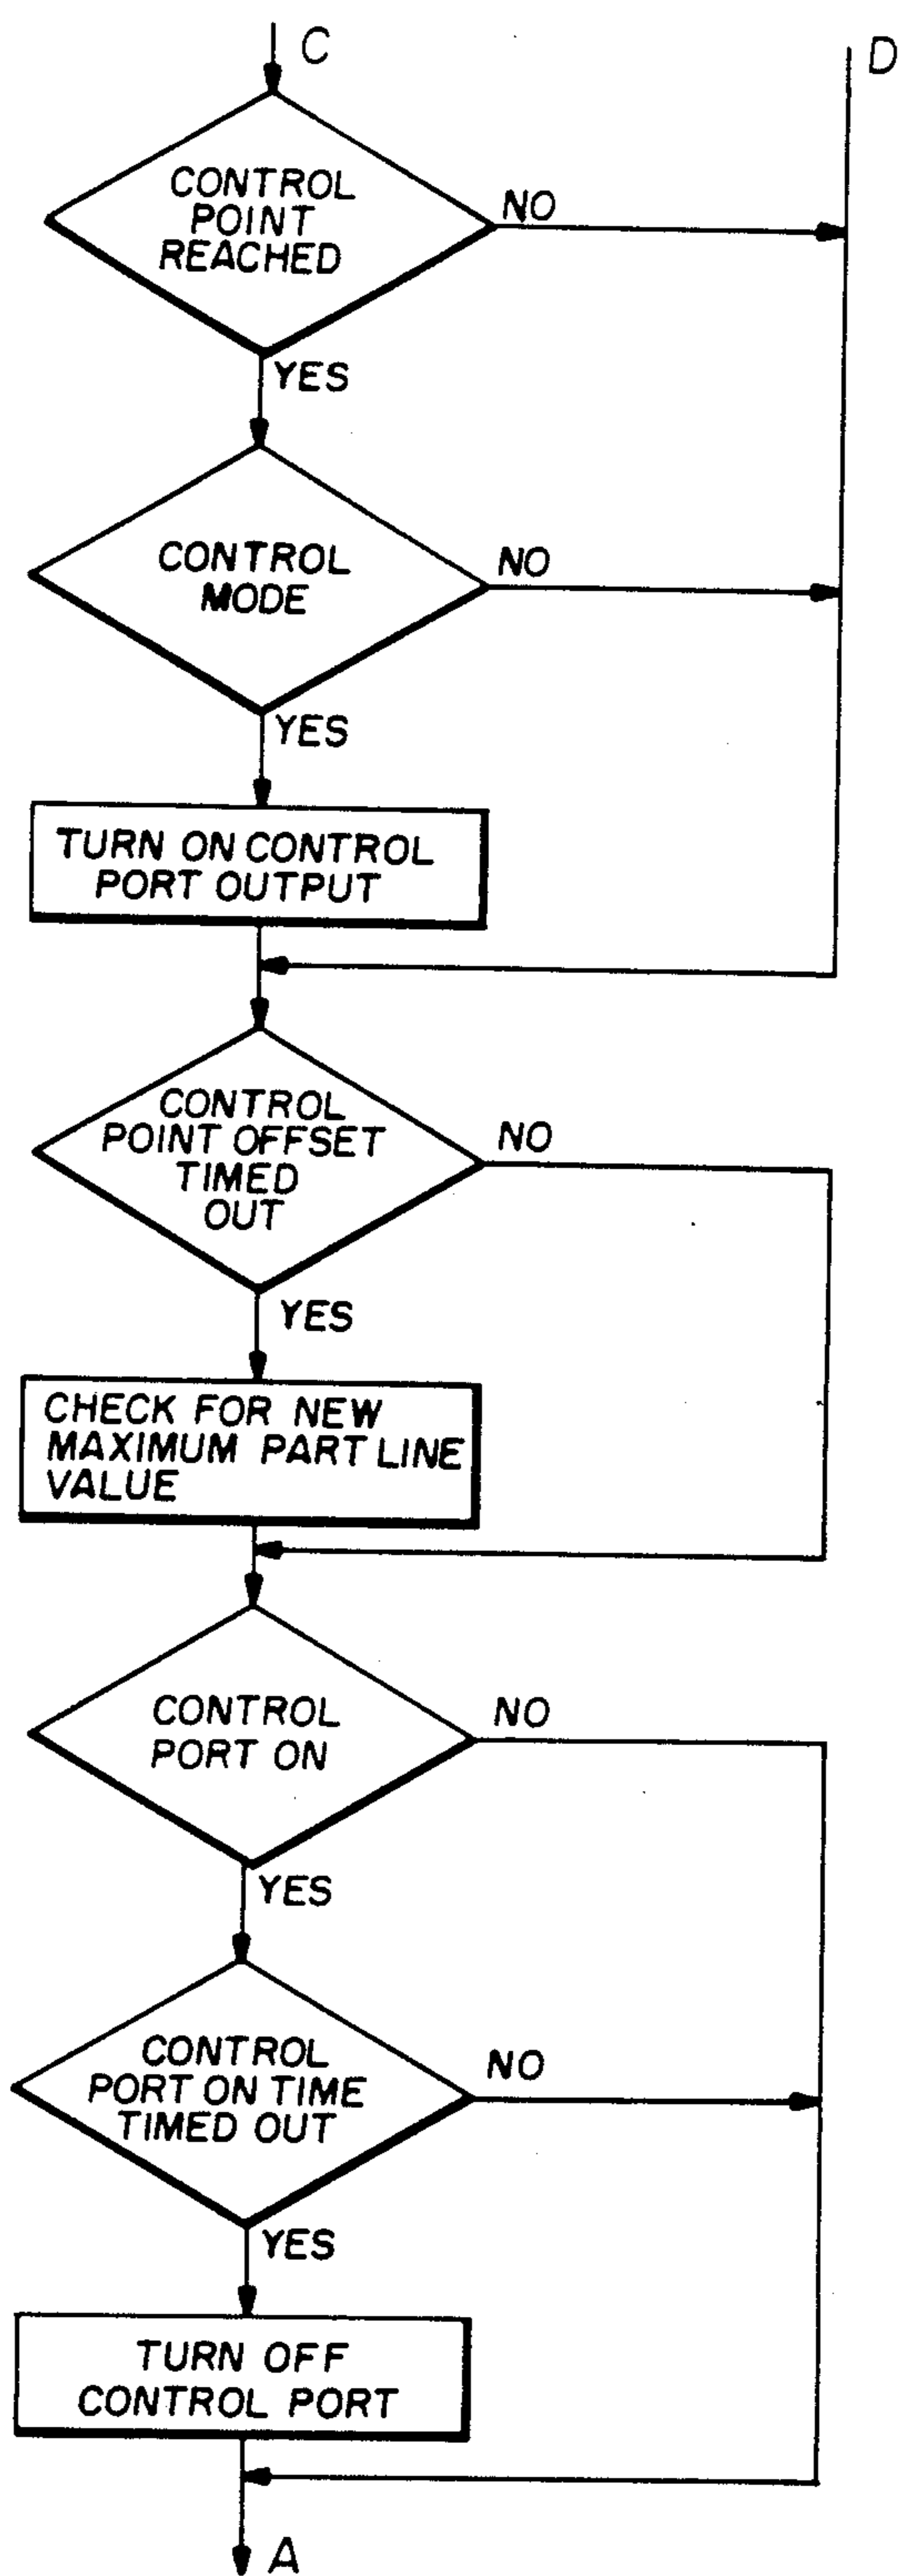 C
D
CONTROL
POINT
REACHED
NO
YES
CONTROL
MODE
NO
YES
TURN ON CONTROL
PORT OUTPUT
CONTROL
POINT OFFSET
TIMED
OUT
NO
YES
CHECK FOR NEW
MAXIMUM PART LINE
VALUE
CONTROL
PORT ON
NO
YES
CONTROL
PORT ON TIME
TIMED OUT
NO
YES
TURN OFF
CONTROL PORT
A